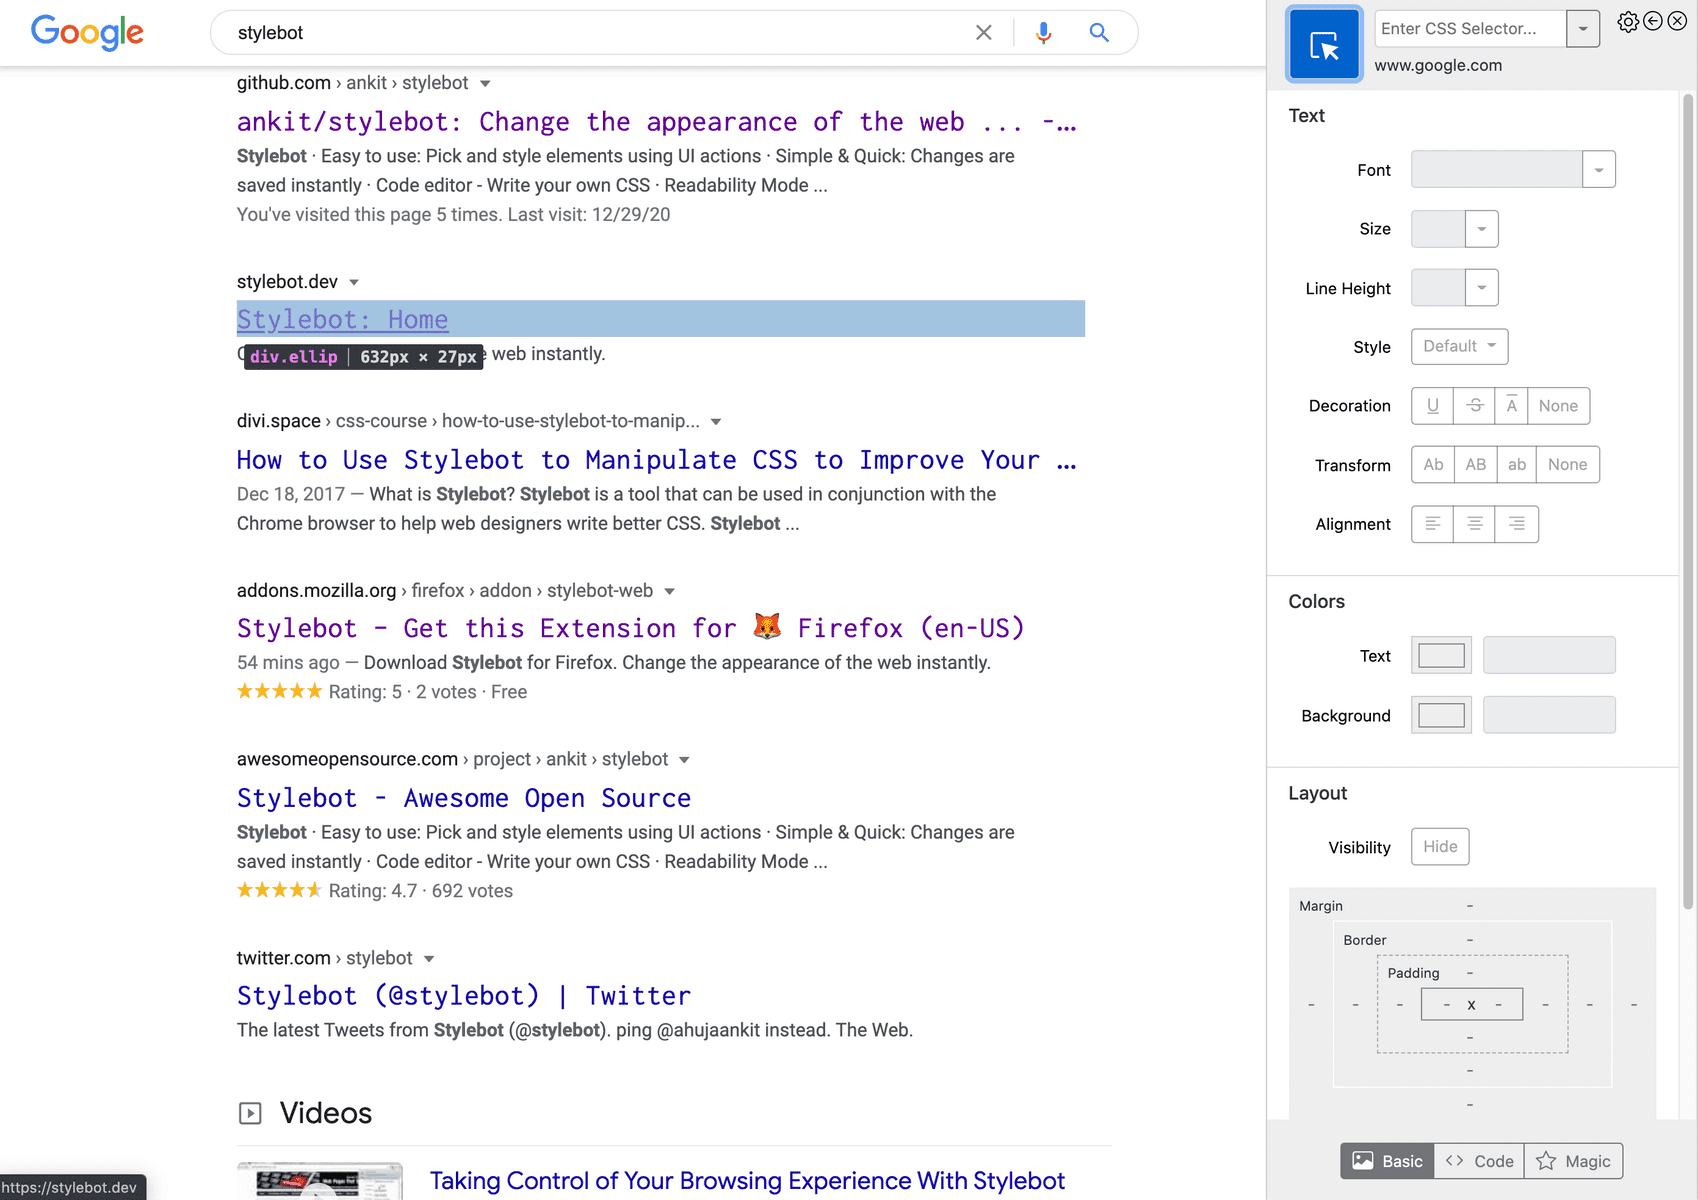 Google
stylebot
github.com › ankit › stylebot
ankit/stylebot: Change the appearance of the web ... -...
Stylebot · Easy to use: Pick and style elements using UI actions · Simple & Quick: Changes are
saved instantly · Code editor - Write your own CSS · Readability Mode ...
You've visited this page 5 times. Last visit: 12/29/20
stylebot.dev
Stylebot: Home
div.ellip | 632px × 27px
web instantly.
divi.space › css-course › how-to-use-stylebot-to-manip...
How to Use Stylebot to Manipulate CSS to Improve Your ...
Dec 18, 2017 — What is Stylebot? Stylebot is a tool that can be used in conjunction with the
Chrome browser to help web designers write better CSS. Stylebot ...
addons.mozilla.org › firefox › addon › stylebot-web
Stylebot – Get this Extension for 🦊 Firefox (en-US)
54 mins ago — Download Stylebot for Firefox. Change the appearance of the web instantly.
★★★★★ Rating: 5 · 2 votes · Free
awesomeopensource.com › project › ankit › stylebot
Stylebot - Awesome Open Source
Stylebot · Easy to use: Pick and style elements using UI actions · Simple & Quick: Changes are
saved instantly · Code editor - Write your own CSS · Readability Mode ...
Rating: 4.7 · 692 votes
twitter.com › stylebot
Stylebot (@stylebot) | Twitter
The latest Tweets from Stylebot (@stylebot). ping @ahujaankit instead. The Web.
Videos
Taking Control of Your Browsing Experience With Stylebot
https://stylebot.dev
Enter CSS Selector...
www.google.com
Text
Font
Size
Line Height
Style Default
Decoration U S A None
Transform Ab AB ab None
Alignment
Colors
Text
Background
Layout
Visibility Hide
Margin -
Border -
Padding -
- - - - x - - - -
-
-
-
Basic Code Magic